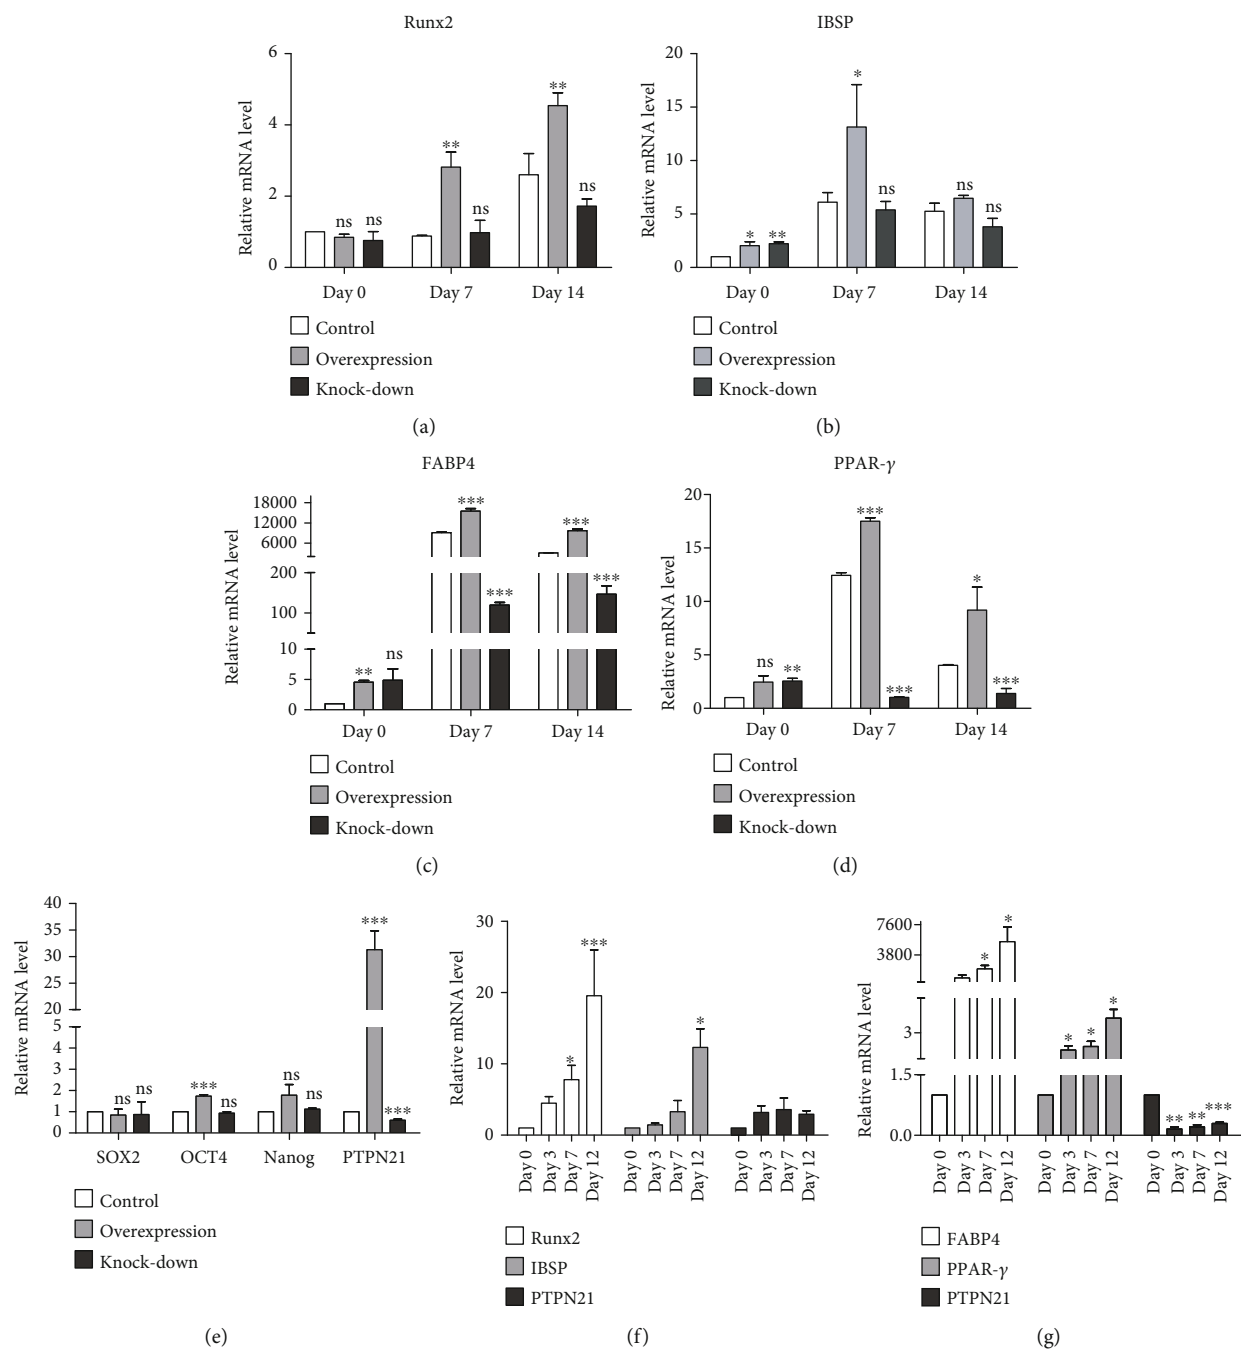 Runx2
Relative mRNA level
6
4
2
0
ns
ns
**
ns
**
ns
Day 0
Day 7
Day 14
Control
Overexpression
Knock-down
(a)
IBSP
Relative mRNA level
20
15
10
5
0
*
**
*
ns
ns
ns
Day 0
Day 7
Day 14
Control
Overexpression
Knock-down
(b)
FABP4
Relative mRNA level
18000
12000
6000
200
100
10
5
0
**
ns
***
***
***
***
Day 0
Day 7
Day 14
Control
Overexpression
Knock-down
(c)
PPAR-γ
Relative mRNA level
20
15
10
5
0
ns
**
***
***
*
***
Day 0
Day 7
Day 14
Control
Overexpression
Knock-down
(d)
Relative mRNA level
40
35
30
25
20
5
4
3
2
1
0
ns
ns
***
ns
ns
ns
***
***
SOX2
OCT4
Nanog
PTPN21
Control
Overexpression
Knock-down
(e)
Relative mRNA level
30
20
10
0
*
***
*
Day 0
Day 3
Day 7
Day 12
Day 0
Day 3
Day 7
Day 12
Day 0
Day 3
Day 7
Day 12
Runx2
IBSP
PTPN21
(f)
Relative mRNA level
7600
3800
3
1.5
0.0
*
*
*
*
*
**
**
***
Day 0
Day 3
Day 7
Day 12
Day 0
Day 3
Day 7
Day 12
Day 0
Day 3
Day 7
Day 12
FABP4
PPAR-γ
PTPN21
(g)